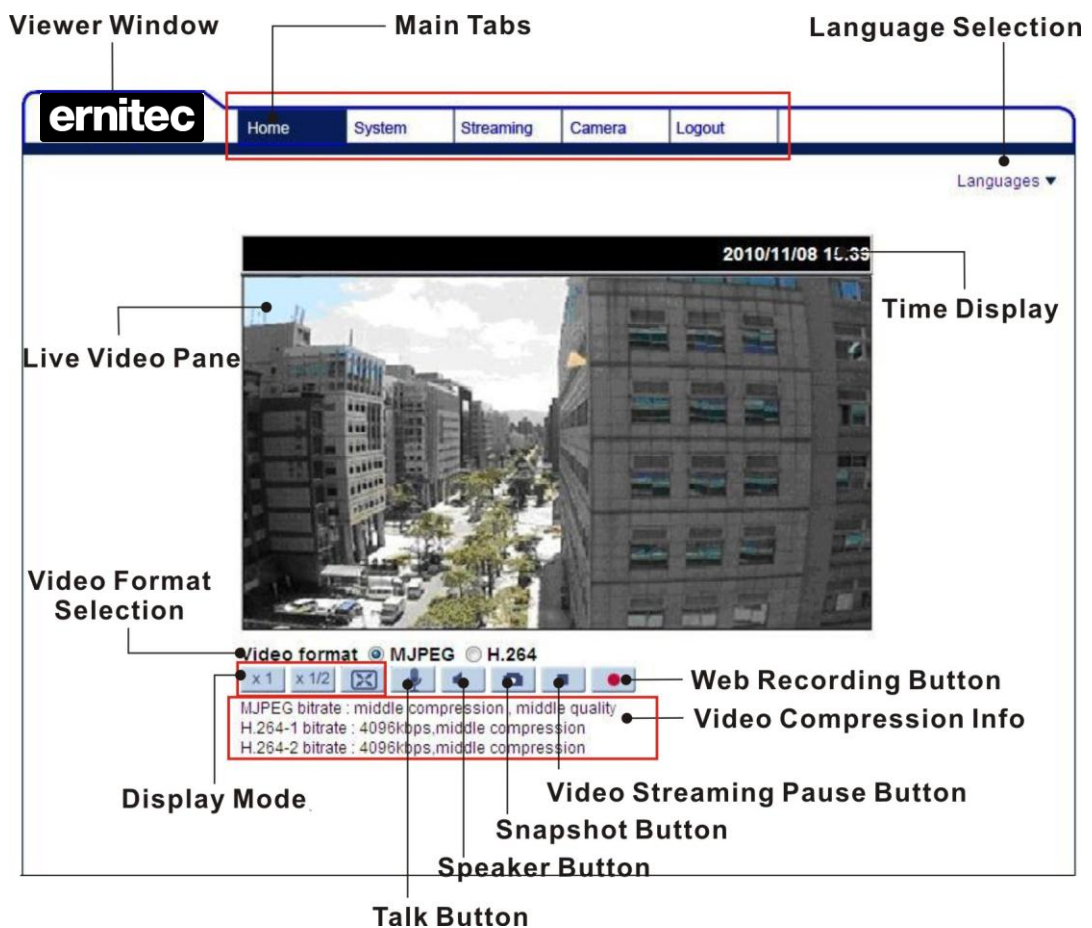 Viewer Window
Main Tabs
Language Selection
ernitec
Home
System
Streaming
Camera
Logout
Languages
2010/11/08
Time Display
Live Video Pane
Video Format
Selection
Video format MJPEG H.264
x 1
x 1/2
MJPEG bitrate : middle compression , middle quality
H.264-1 bitrate : 4096kbps,middle compression
H.264-2 bitrate : 4096kbps,middle compression
Web Recording Button
Video Compression Info
Display Mode
Video Streaming Pause Button
Snapshot Button
Speaker Button
Talk Button